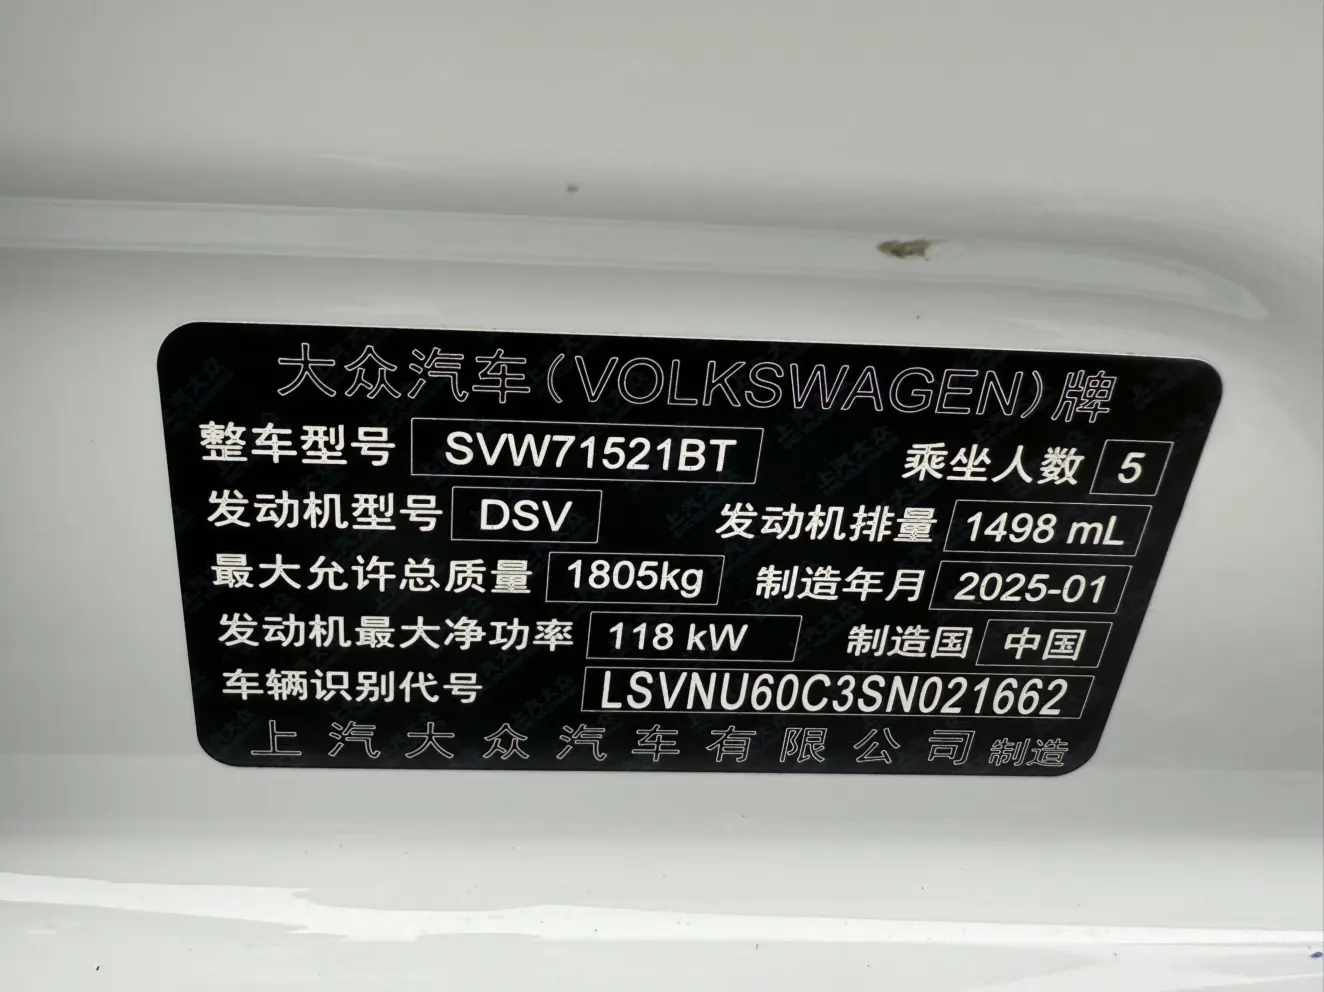 大众汽车(VOLKSWAGEN)牌
整车型号 SVW71521BT 乘坐人数 5
发动机型号 DSV 发动机排量 1498 mL
最大允许总质量 1805kg 制造年月 2025-01
发动机最大净功率 118 kW 制造国 中国
车辆识别代号 LSVNU60C3SN021662
上汽大众汽车有限公司 制造